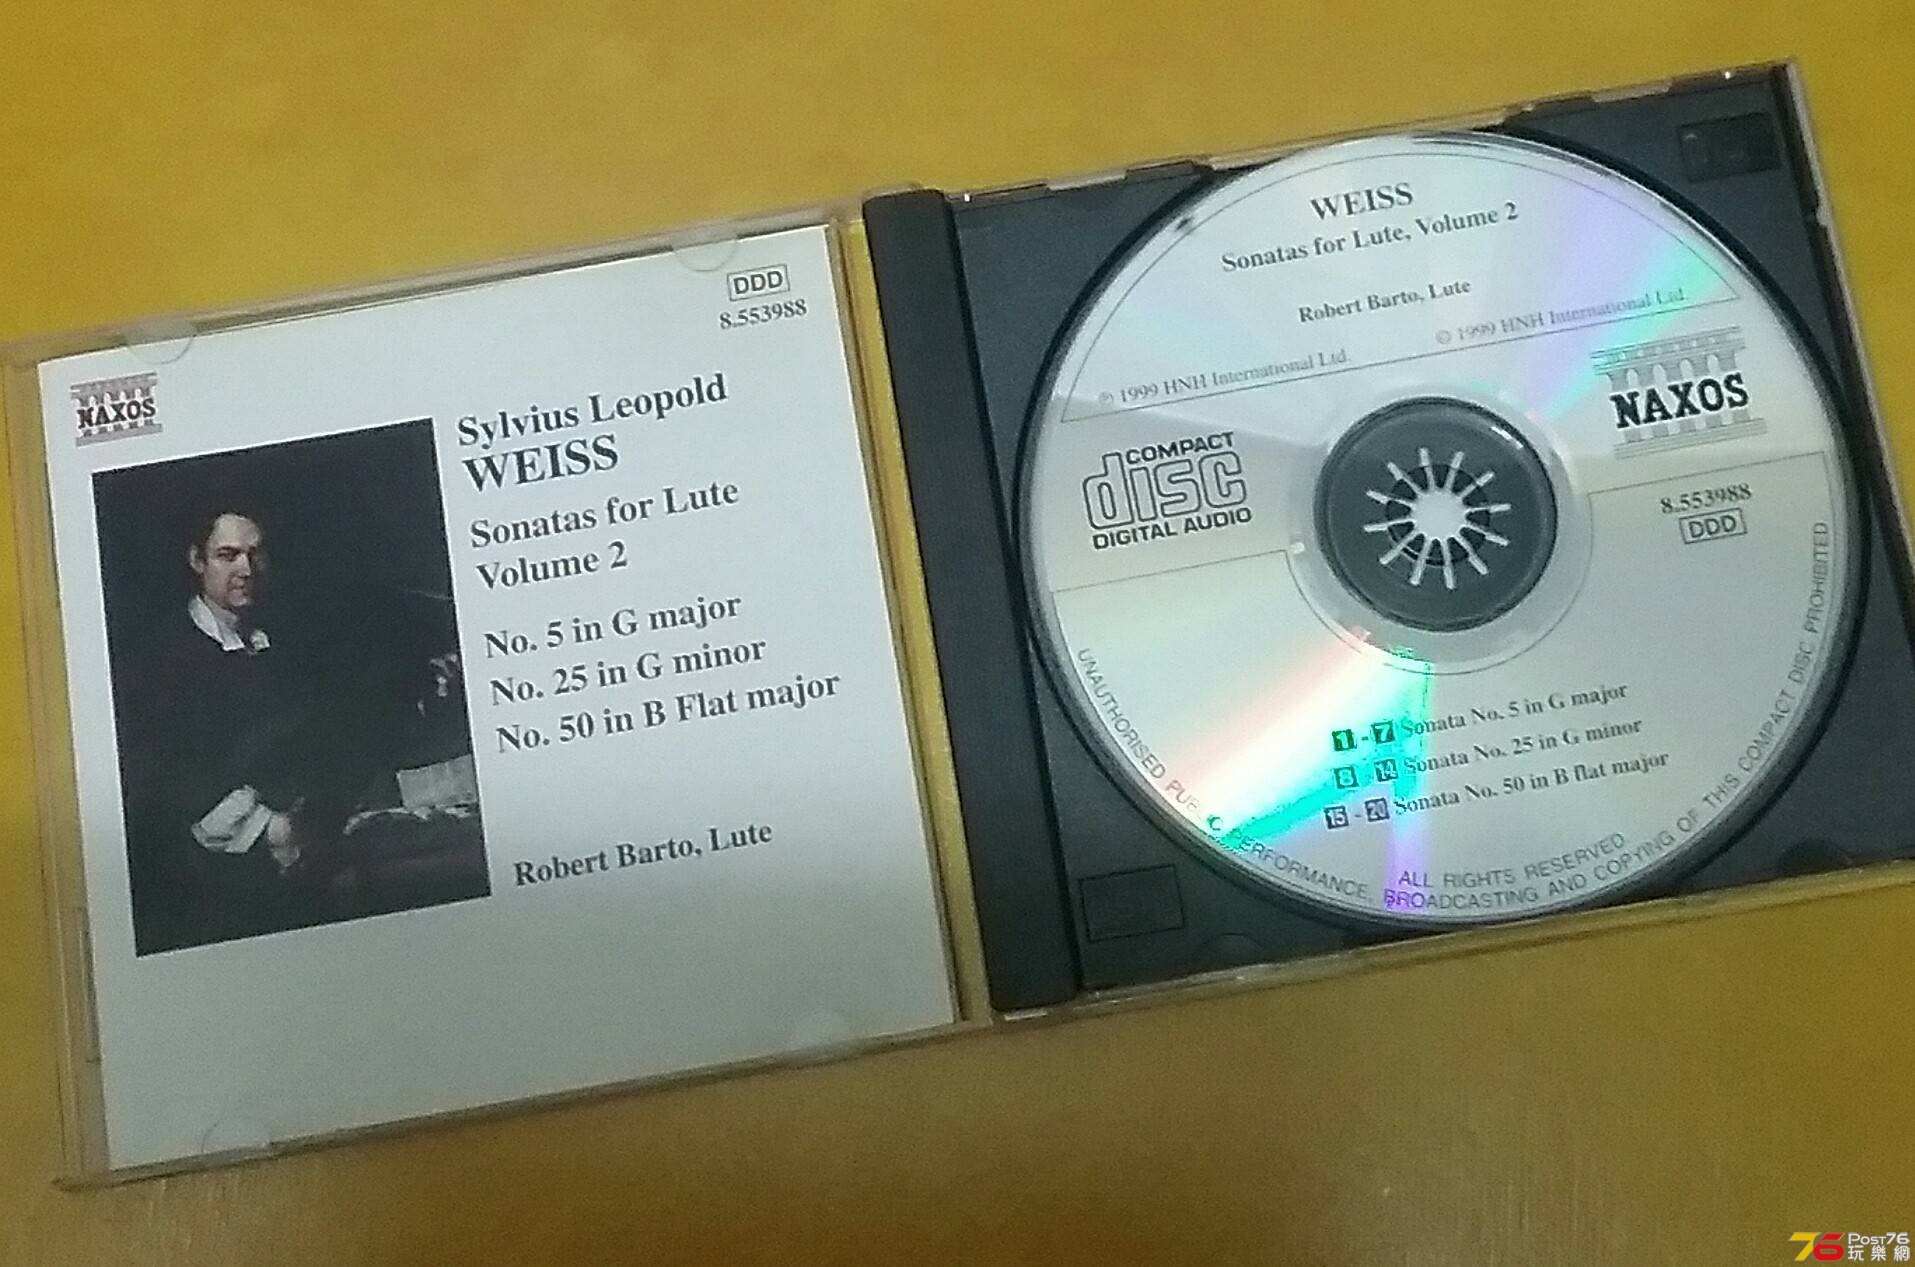 DDD
8.553988
NAXOS
Sylvius Leopold
WEISS
Sonatas for Lute
Volume 2
No. 5 in G major
No. 25 in G minor
No. 50 in B Flat major
Robert Barto, Lute
WEISS
Sonatas for Lute, Volume 2
Robert Barto, Lute
℗ 1999 HNH International Ltd.
© 1999 HNH International Ltd.
NAXOS
COMPACT
disc
DIGITAL AUDIO
8.553988
DDD
1 - 7 Sonata No. 5 in G major
8 - 14 Sonata No. 25 in G minor
15 - 20 Sonata No. 50 in B flat major
ALL RIGHTS RESERVED
UNAUTHORISED PUBLIC PERFORMANCE, BROADCASTING AND COPYING OF THIS COMPACT DISC PROHIBITED
76 Post76
玩樂網